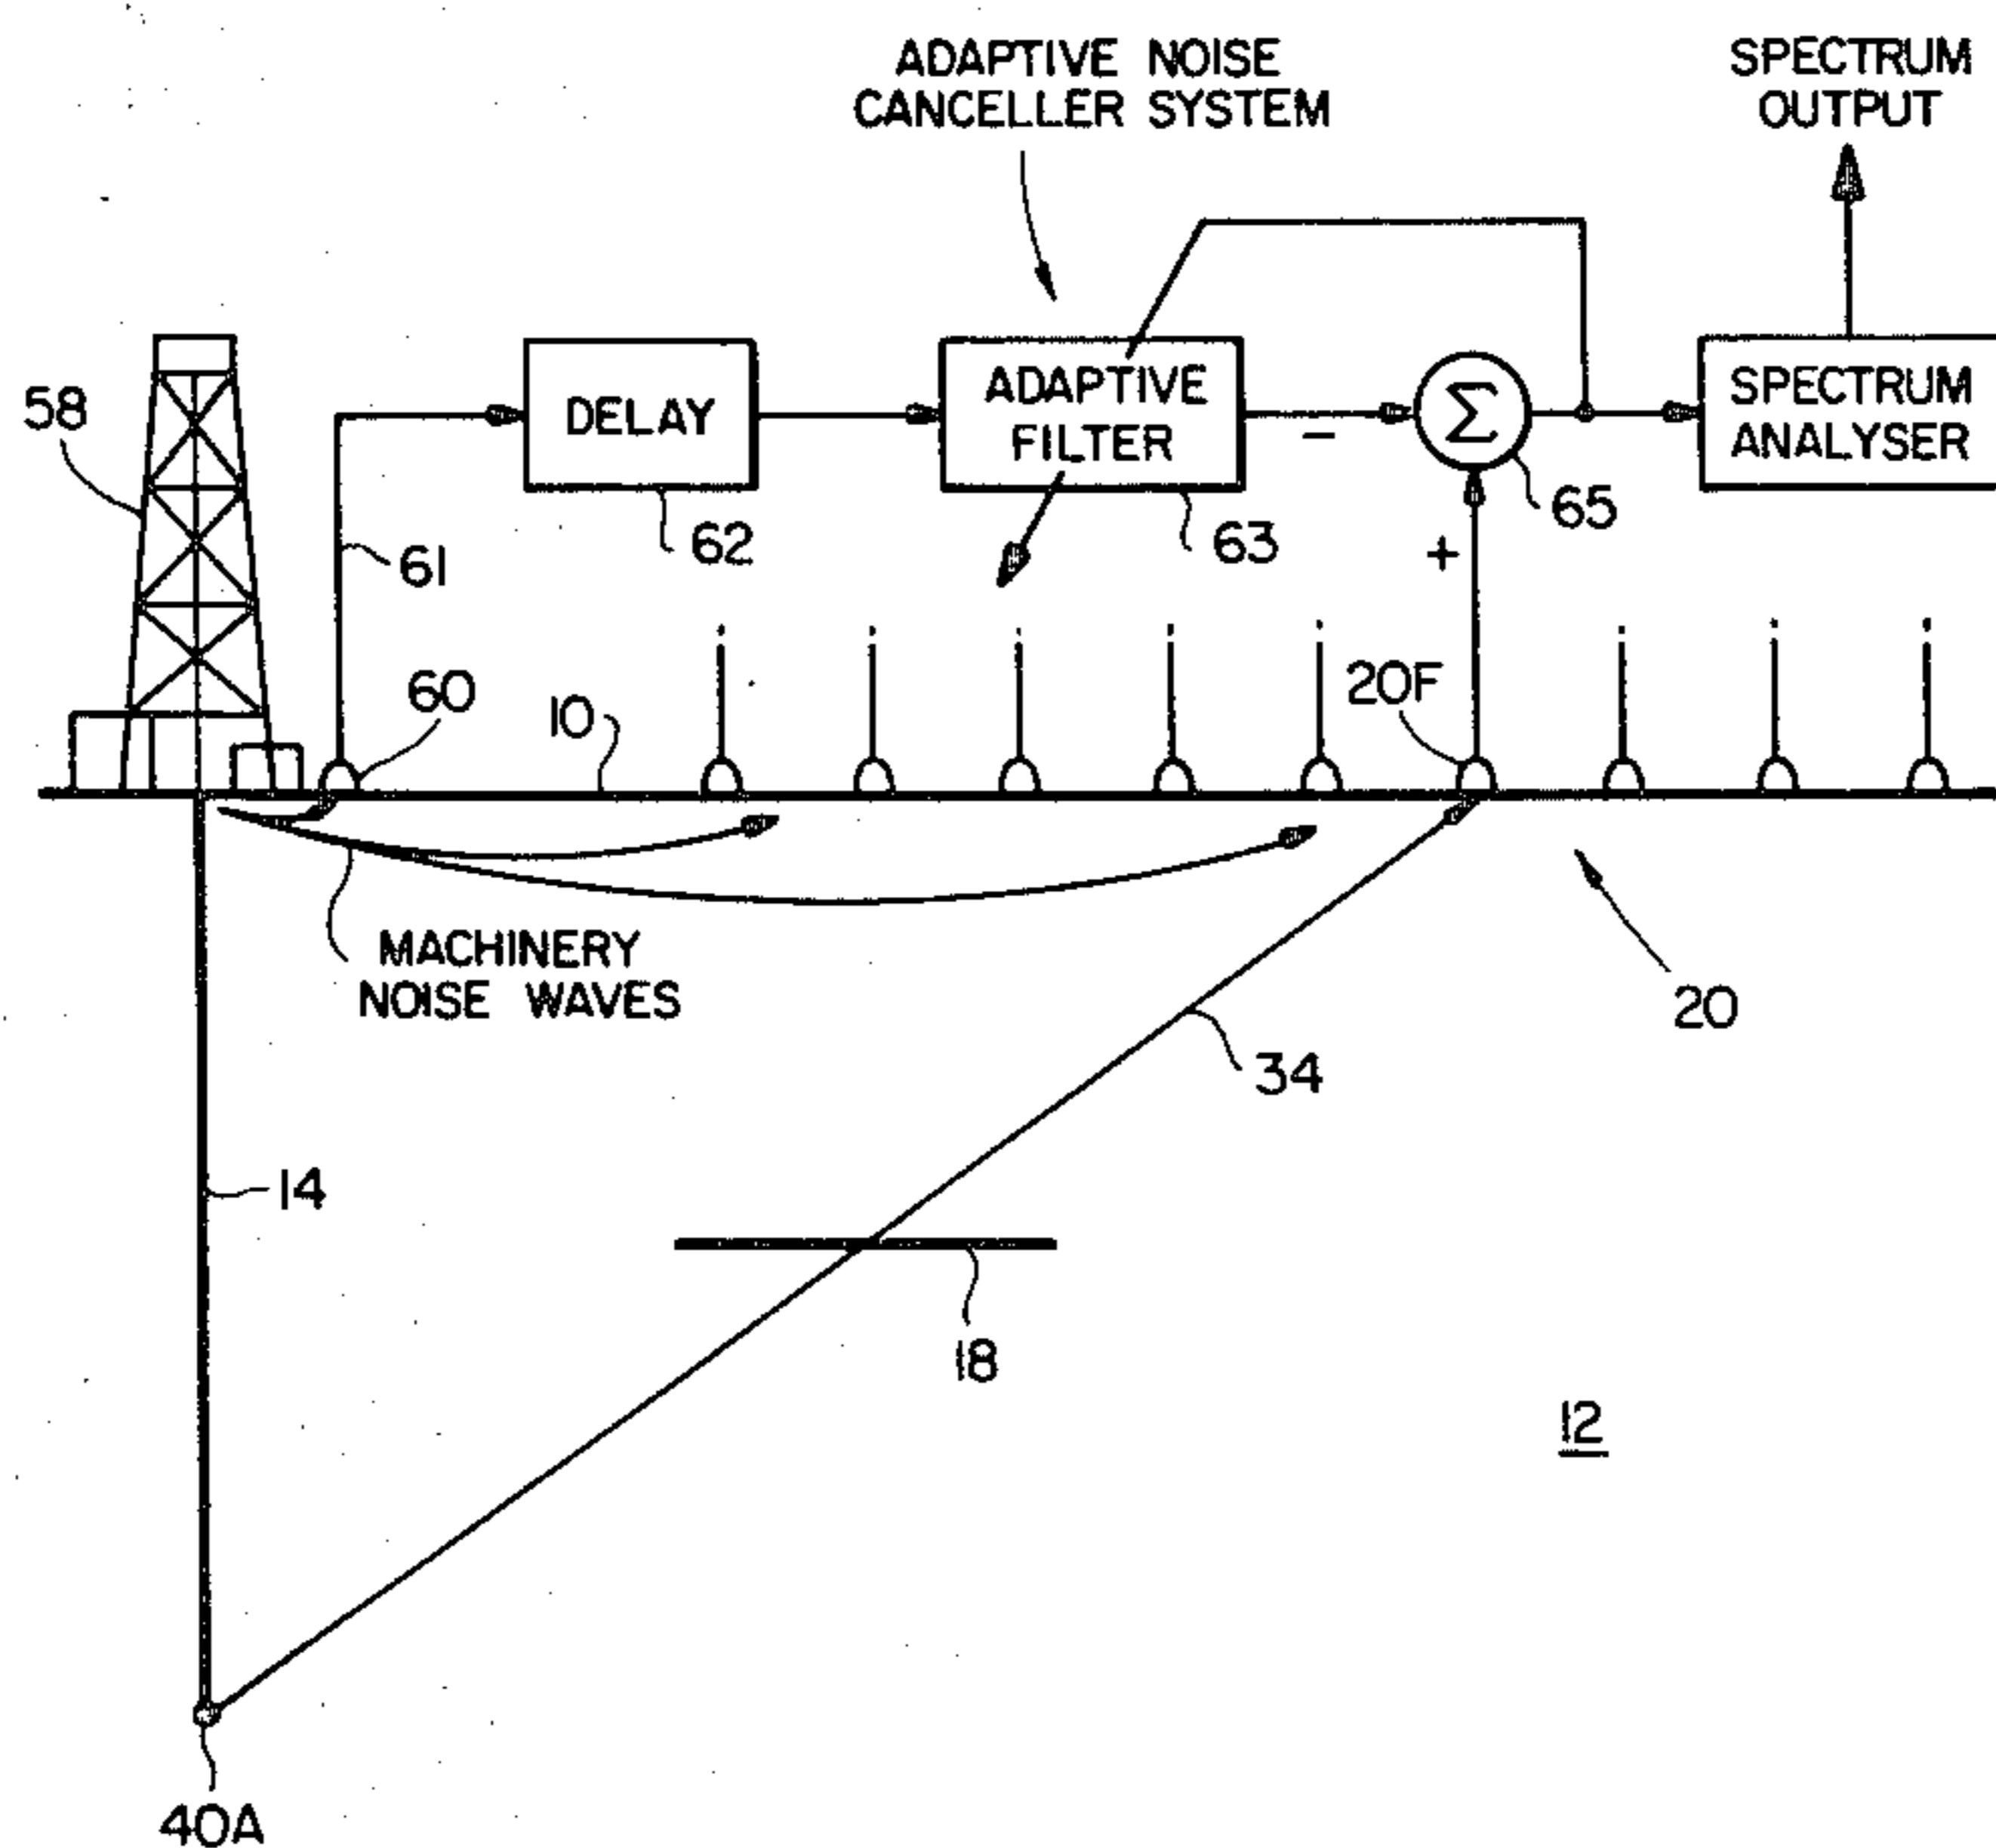 ADAPTIVE NOISE
CANCELLER SYSTEM
SPECTRUM
OUTPUT
58
DELAY
ADAPTIVE
FILTER
Σ
SPECTRUM
ANALYSER
−
62
63
65
61
+
60
10
20F
MACHINERY
NOISE WAVES
20
34
14
18
12
40A